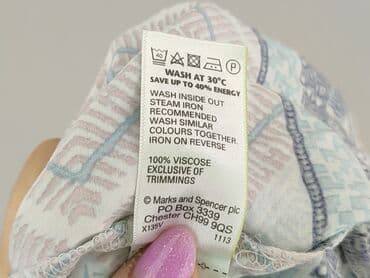 40 P
WASH AT 30°C
SAVE UP TO 40% ENERGY
WASH INSIDE OUT
STEAM IRON
RECOMMENDED
WASH SIMILAR
COLOURS TOGETHER.
IRON ON REVERSE
100% VISCOSE
EXCLUSIVE OF
TRIMMINGS
© Marks and Spencer plc
PO Box 3339
Chester CH99 9QS
X135V 1113